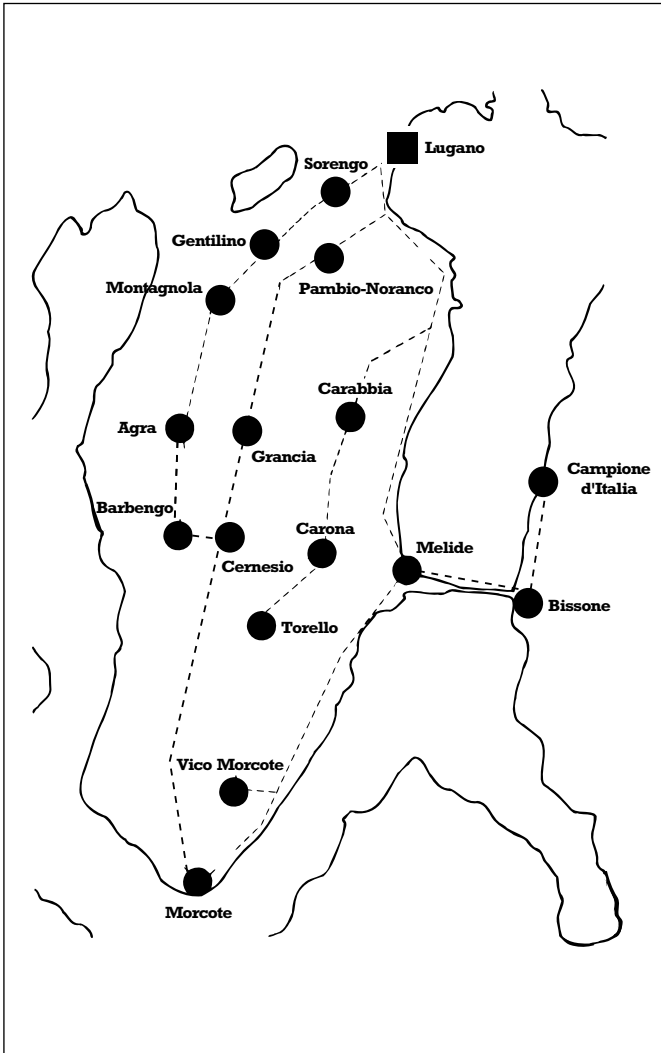 Lugano
Sorengo
Gentilino
Pambio-Noranco
Montagnola
Carabbia
Agra
Grancia
Campione
d'Italia
Barbengo
Carona
Cernesio
Melide
Bissone
Torello
Vico Morcote
Morcote